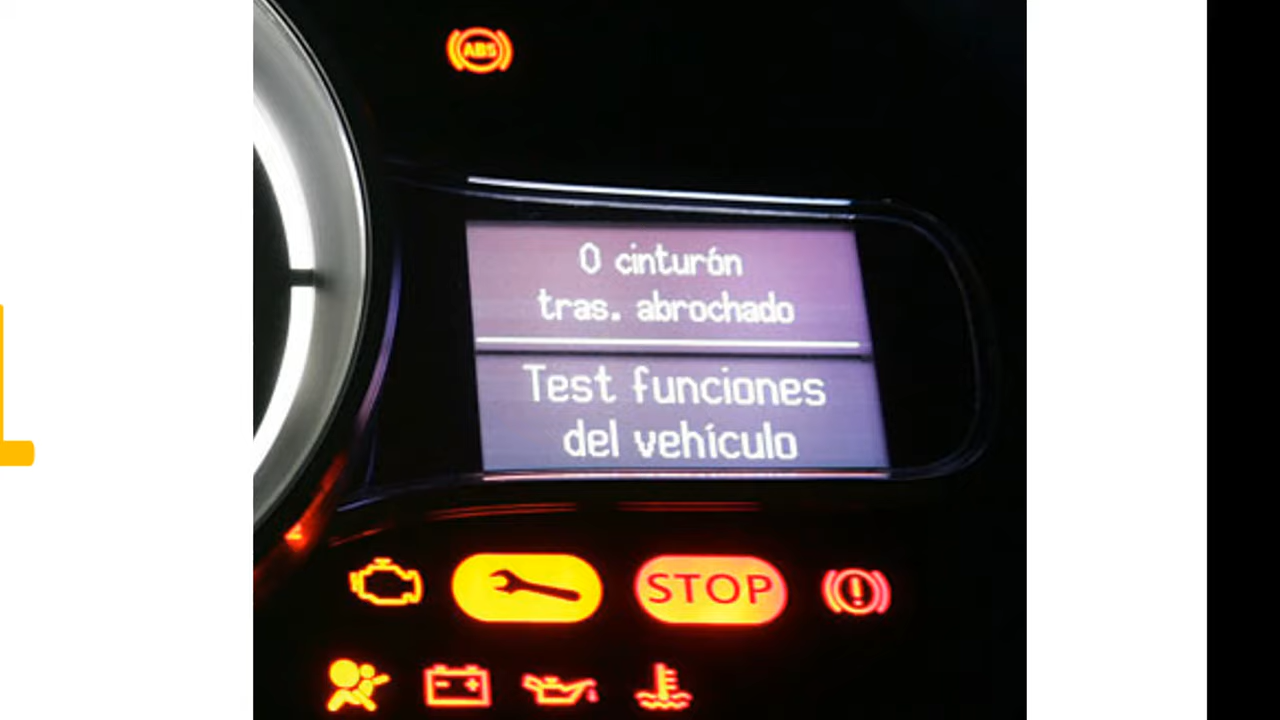 ABS
0 cinturón
tras. abrochado
Test funciones
del vehículo
STOP